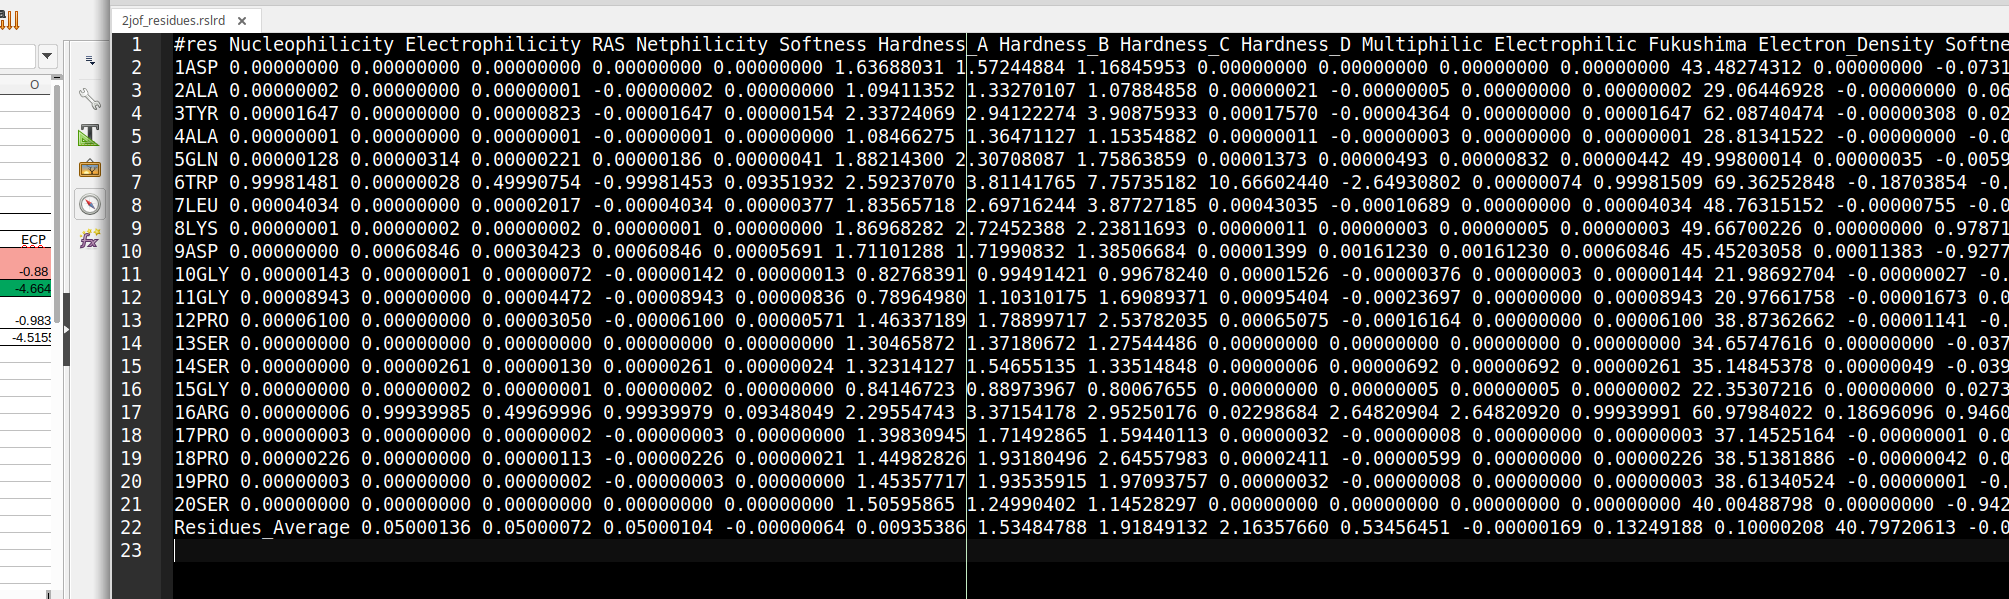 2jof_residues.rslrd ×
O
ECP
-0.88
-4.664
-0.983
-4.5155
1 #res Nucleophilicity Electrophilicity RAS Netphilicity Softness Hardness_A Hardness_B Hardness_C Hardness_D Multiphilic Electrophilic Fukushima Electron_Density Softne
2 1ASP 0.00000000 0.00000000 0.00000000 0.00000000 0.00000000 1.63688031 1.57244884 1.16845953 0.00000000 0.00000000 0.00000000 0.00000000 43.48274312 0.00000000 -0.0731
3 2ALA 0.00000002 0.00000000 0.00000001 -0.00000002 0.00000000 1.09411352 1.33270107 1.07884858 0.00000021 -0.00000005 0.00000000 0.00000002 29.06446928 -0.00000000 0.06
4 3TYR 0.00001647 0.00000000 0.00000823 -0.00001647 0.00000154 2.33724069 2.94122274 3.90875933 0.00017570 -0.00004364 0.00000000 0.00001647 62.08740474 -0.00000308 0.02
5 4ALA 0.00000001 0.00000000 0.00000001 -0.00000001 0.00000000 1.08466275 1.36471127 1.15354882 0.00000011 -0.00000003 0.00000000 0.00000001 28.81341522 -0.00000000 -0.0
6 5GLN 0.00000128 0.00000314 0.00000221 0.00000186 0.00000041 1.88214300 2.30708087 1.75863859 0.00001373 0.00000493 0.00000832 0.00000442 49.99800014 0.00000035 -0.0059
7 6TRP 0.99981481 0.00000028 0.49990754 -0.99981453 0.09351932 2.59237070 3.81141765 7.75735182 10.66602440 -2.64930802 0.00000074 0.99981509 69.36252848 -0.18703854 -0.
8 7LEU 0.00004034 0.00000000 0.00002017 -0.00004034 0.00000377 1.83565718 2.69716244 3.87727185 0.00043035 -0.00010689 0.00000000 0.00004034 48.76315152 -0.00000755 -0.0
9 8LYS 0.00000001 0.00000002 0.00000002 0.00000001 0.00000000 1.86968282 2.72452388 2.23811693 0.00000011 0.00000003 0.00000005 0.00000003 49.66700226 0.00000000 0.97871
10 9ASP 0.00000000 0.00060846 0.00030423 0.00060846 0.00005691 1.71101288 1.71990832 1.38506684 0.00001399 0.00161230 0.00161230 0.00060846 45.45203058 0.00011383 -0.9277
11 10GLY 0.00000143 0.00000001 0.00000072 -0.00000142 0.00000013 0.82768391 0.99491421 0.99678240 0.00001526 -0.00000376 0.00000003 0.00000144 21.98692704 -0.00000027 -0.
12 11GLY 0.00008943 0.00000000 0.00004472 -0.00008943 0.00000836 0.78964980 1.10310175 1.69089371 0.00095404 -0.00023697 0.00000000 0.00008943 20.97661758 -0.00001673 0.0
13 12PRO 0.00006100 0.00000000 0.00003050 -0.00006100 0.00000571 1.46337189 1.78899717 2.53782035 0.00065075 -0.00016164 0.00000000 0.00006100 38.87362662 -0.00001141 -0.
14 13SER 0.00000000 0.00000000 0.00000000 0.00000000 0.00000000 1.30465872 1.37180672 1.27544486 0.00000000 0.00000000 0.00000000 0.00000000 34.65747616 0.00000000 -0.037
15 14SER 0.00000000 0.00000261 0.00000130 0.00000261 0.00000024 1.32312107 1.54655135 1.33514848 0.00000006 0.00000692 0.00000692 0.00000261 35.14845378 0.00000049 -0.039
16 15GLY 0.00000000 0.00000002 0.00000001 0.00000002 0.00000000 0.84146723 0.88973967 0.80067655 0.00000000 0.00000005 0.00000005 0.00000002 22.35307216 0.00000000 0.0273
17 16ARG 0.00000006 0.99939985 0.49969996 0.99939979 0.09348049 2.29554743 3.37154178 2.95250176 0.02298684 2.64820904 2.64820920 0.99939991 60.97984022 0.18696096 0.9460
18 17PRO 0.00000003 0.00000000 0.00000002 -0.00000003 0.00000000 1.39830945 1.71492865 1.59440113 0.00000032 -0.00000008 0.00000000 0.00000003 37.14525164 -0.00000001 0.0
19 18PRO 0.00000226 0.00000000 0.00000113 -0.00000226 0.00000021 1.44982826 1.93180496 2.64557983 0.00002411 -0.00000599 0.00000000 0.00000226 38.51381886 -0.00000042 0.0
20 19PRO 0.00000003 0.00000000 0.00000002 -0.00000003 0.00000000 1.45357717 1.93535915 1.97093757 0.00000032 -0.00000008 0.00000000 0.00000003 38.61340524 -0.00000001 -0.
21 20SER 0.00000000 0.00000000 0.00000000 0.00000000 0.00000000 1.50595865 1.24990402 1.14528297 0.00000000 0.00000000 0.00000000 0.00000000 40.00488798 0.00000000 -0.942
22 Residues_Average 0.05000136 0.05000072 0.05000104 -0.00000064 0.00935386 1.53484788 1.91849132 2.16357660 0.53456451 -0.00000169 0.13249188 0.10000208 40.79720613 -0.0
23